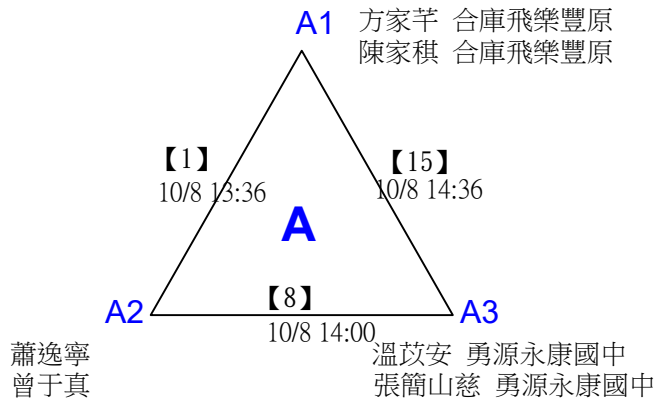 A1
方家芊 合庫飛樂豐原
陳家稘 合庫飛樂豐原
【1】
10/8 13:36
【15】
10/8 14:36
A
【8】
10/8 14:00
A2
A3
蕭逸寧
曾于真
溫苡安 勇源永康國中
張簡山慈 勇源永康國中